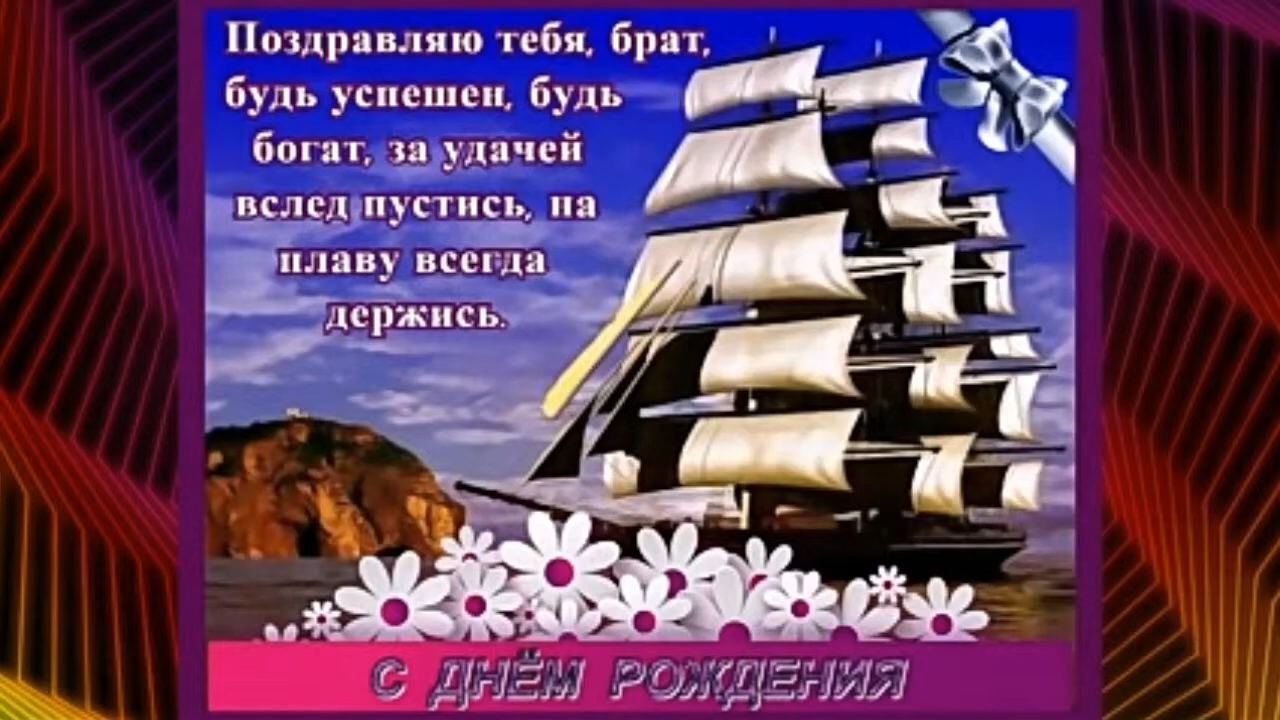 Поздравляю тебя, брат,
будь успешен, будь
богат, за удачей
вслед пустись, на
плаву всегда
держись.
С ДНЁМ РОЖДЕНИЯ